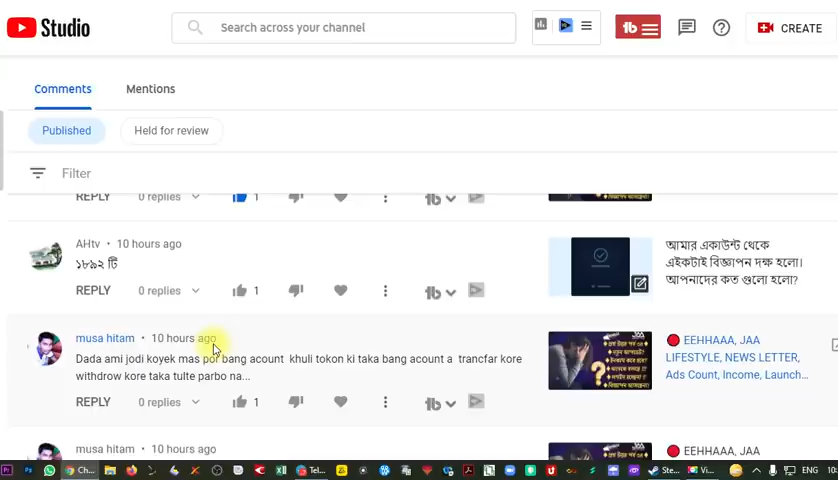 Studio
Search across your channel
CREATE
Comments
Mentions
Published
Held for review
Filter
REPLY 0 replies 1
AHtv • 10 hours ago
১৮৯২ টি
REPLY 0 replies 1
আমার একাউন্ট থেকে
এইকটাই বিজ্ঞাপন দক্ষ হলো।
আপনাদের কত গুলো হলো?
musa hitam • 10 hours ago
Dada ami jodi koyek mas por bang acount khuli tokon ki taka bang acount a trancfar kore
withdrow kore taka tulte parbo na...
REPLY 0 replies 1
EEHHAAA, JAA
LIFESTYLE, NEWS LETTER,
Ads Count, Income, Launch...
musa hitam • 10 hours ago
EEHHAAA, JAA
Ch...
Tel...
Ste...
Vi...
ENG
10: